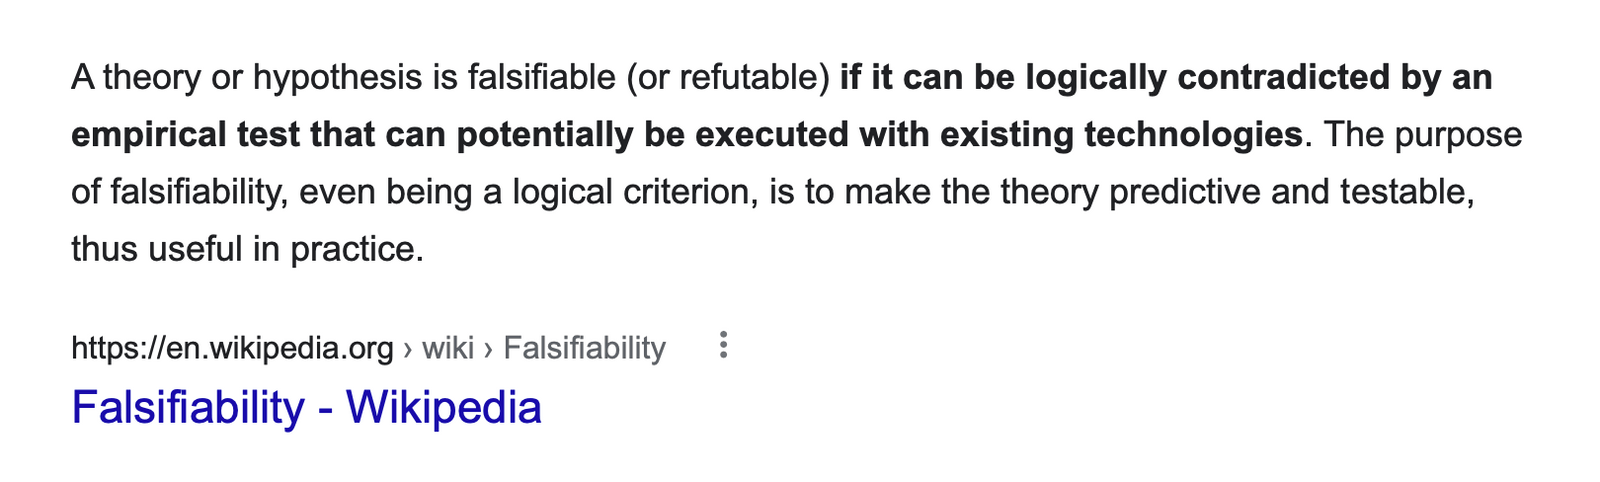 A theory or hypothesis is falsifiable (or refutable) if it can be logically contradicted by an
empirical test that can potentially be executed with existing technologies. The purpose
of falsifiability, even being a logical criterion, is to make the theory predictive and testable,
thus useful in practice.
https://en.wikipedia.org › wiki › Falsifiability
Falsifiability - Wikipedia